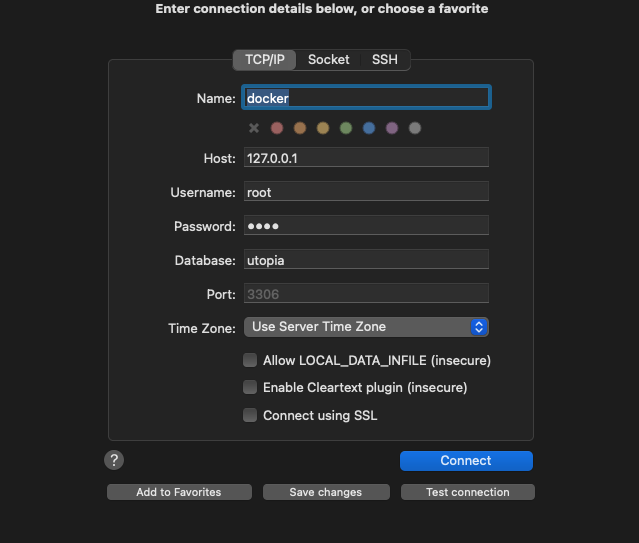 Enter connection details below, or choose a favorite
TCP/IP Socket SSH
Name: docker
Host: 127.0.0.1
Username: root
Password: ••••
Database: utopia
Port: 3306
Time Zone: Use Server Time Zone
Allow LOCAL_DATA_INFILE (insecure)
Enable Cleartext plugin (insecure)
Connect using SSL
? Connect
Add to Favorites Save changes Test connection